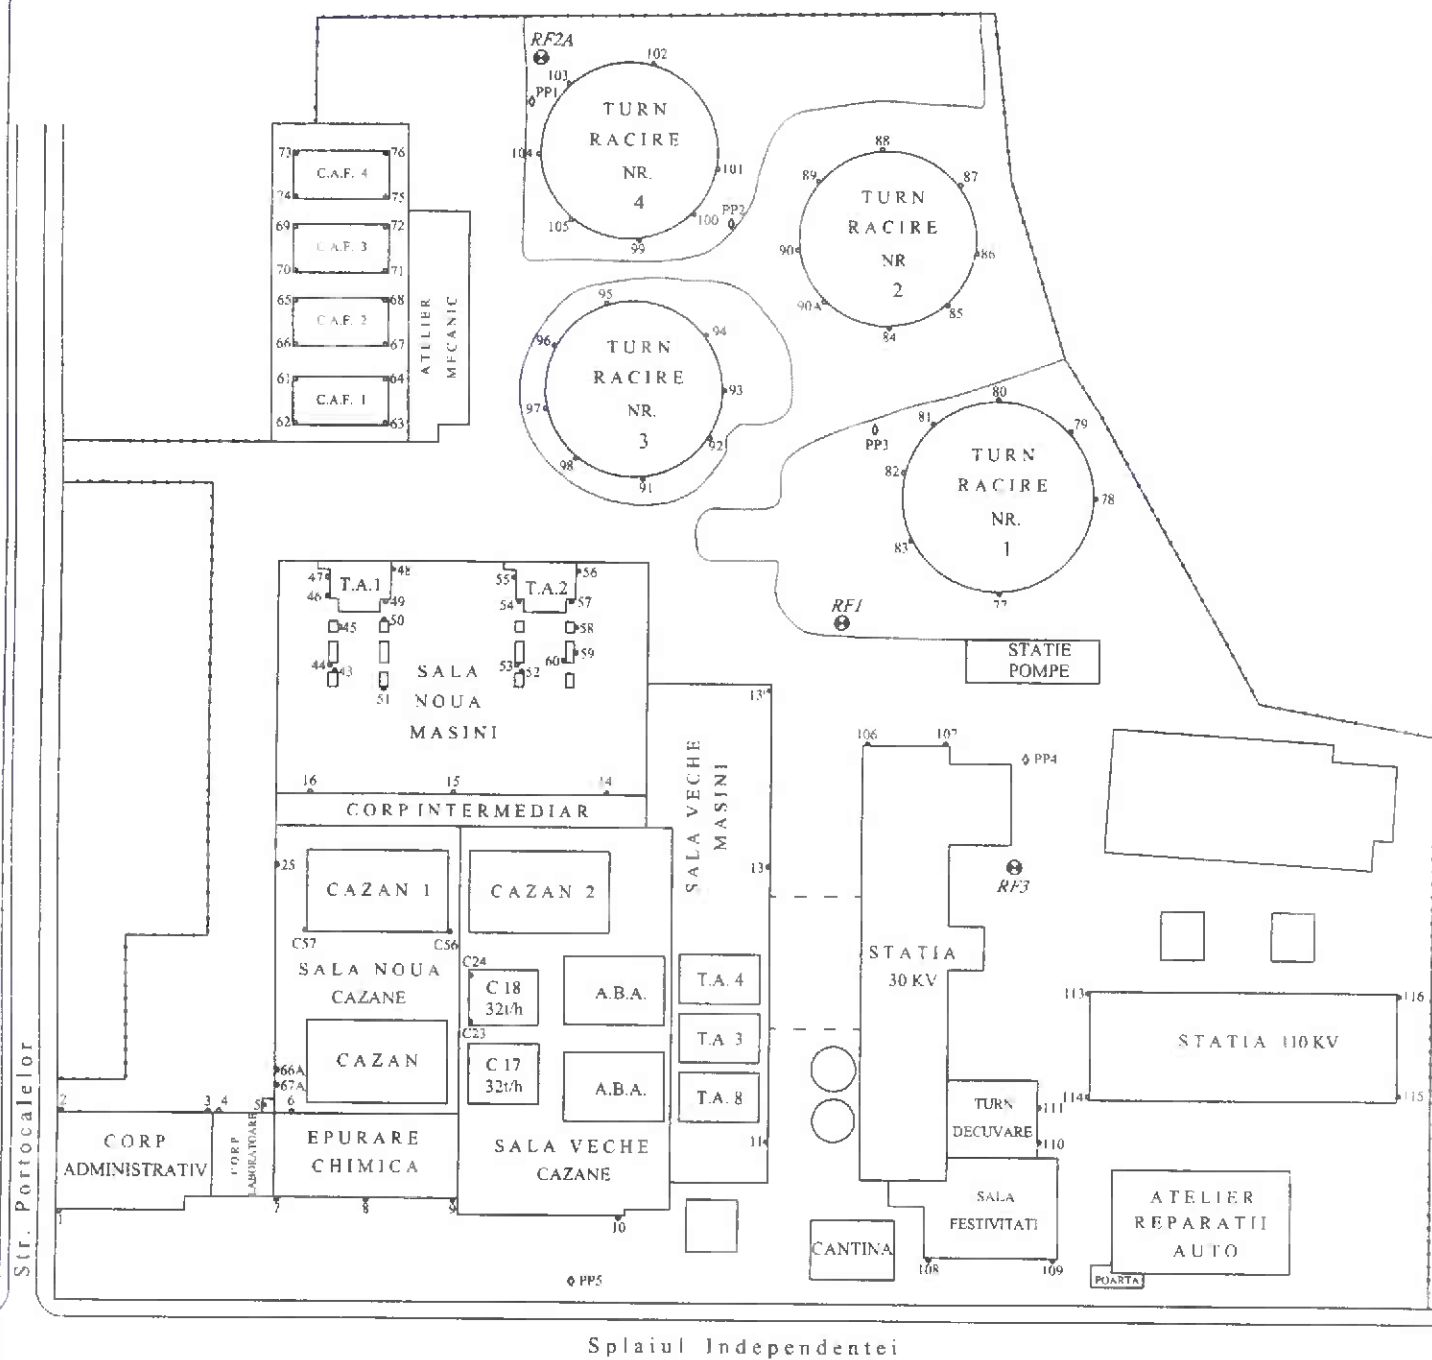 RF2A
102
103
PP1
TURN
RACIRE
NR.
4
104
101
105
99
100
PP2
88
89
87
TURN
RACIRE
NR
2
90
86
90A
85
84
73
76
C.A.F. 4
74
75
69
72
C.A.F. 3
70
71
65
68
C.A.F. 2
66
67
61
64
C.A.F. 1
62
63
ATELIER
MECANIC
95
94
96
TURN
RACIRE
NR.
3
93
97
92
98
91
80
81
79
PP3
TURN
RACIRE
NR.
1
82
78
83
77
RF1
STATIE
POMPE
47
T.A.1
48
46
49
50
45
44
43
51
55
T.A.2
56
54
57
58
59
60
53
52
SALA
NOUA
MASINI
16
15
14
CORP INTERMEDIAR
13'
SALA VECHE
MASINI
13
106
107
PP4
RF3
25
CAZAN 1
CAZAN 2
C57
C56
SALA NOUA
CAZANE
C24
C 18
32t/h
A.B.A.
T.A. 4
C23
CAZAN
C 17
32t/h
A.B.A.
T.A 3
T.A. 8
66A
67A
STATIA
30 KV
113
116
STATIA 110 KV
114
115
2
3
4
5
6
CORP
ADMINISTRATIV
CORP
LABORATOARE
EPURARE
CHIMICA
SALA VECHE
CAZANE
11
TURN
DECUVARE
111
110
1
7
8
9
10
SALA
FESTIVITATI
CANTINA
108
109
ATELIER
REPARATII
AUTO
POARTA
PP5
Str. Portocalelor
Splaiul Independentei